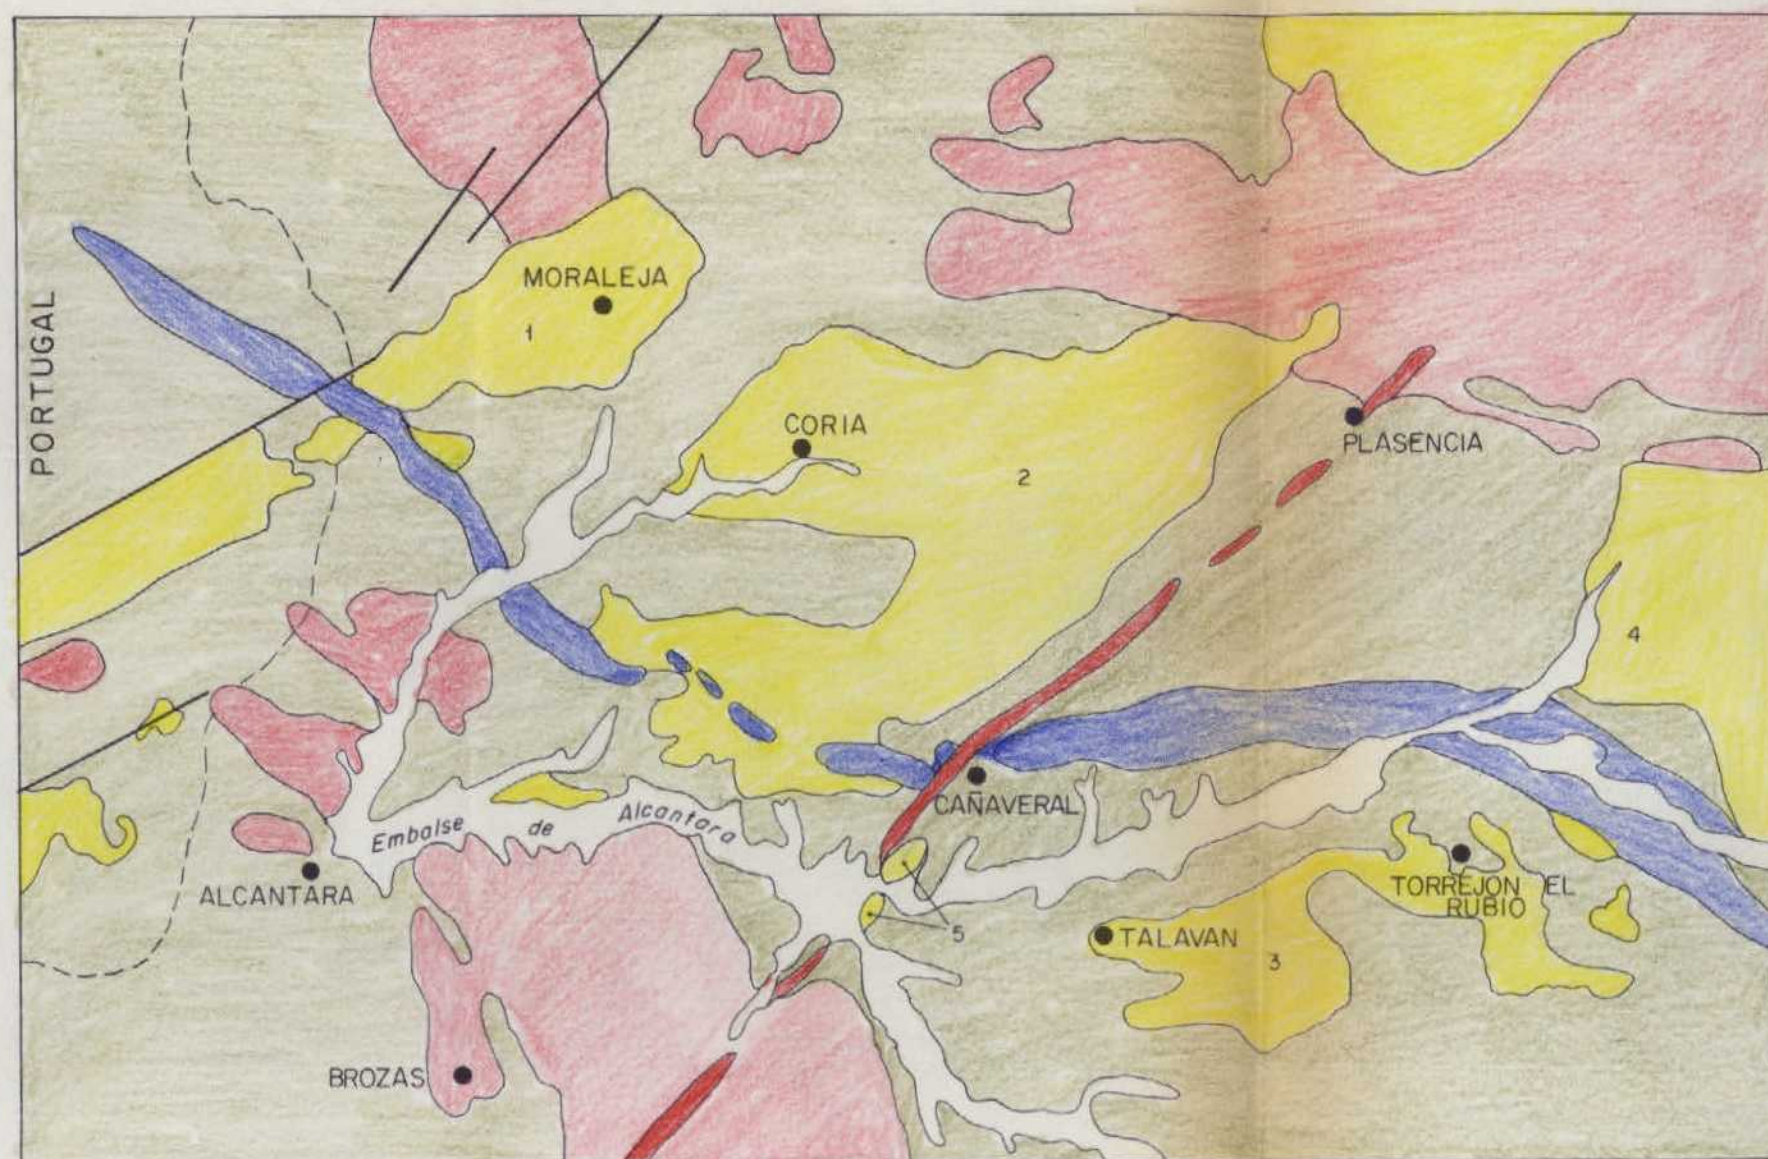 MORALEJA
1
PORTUGAL
CORIA
2
PLASENCIA
4
CAÑAVERAL
Embalse de Alcantara
ALCANTARA
TORREJON EL
RUBIO
5
TALAVAN
3
BROZAS